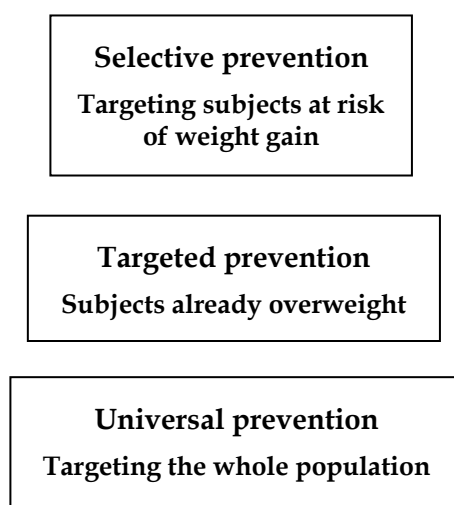 Selective prevention
Targeting subjects at risk
of weight gain
Targeted prevention
Subjects already overweight
Universal prevention
Targeting the whole population